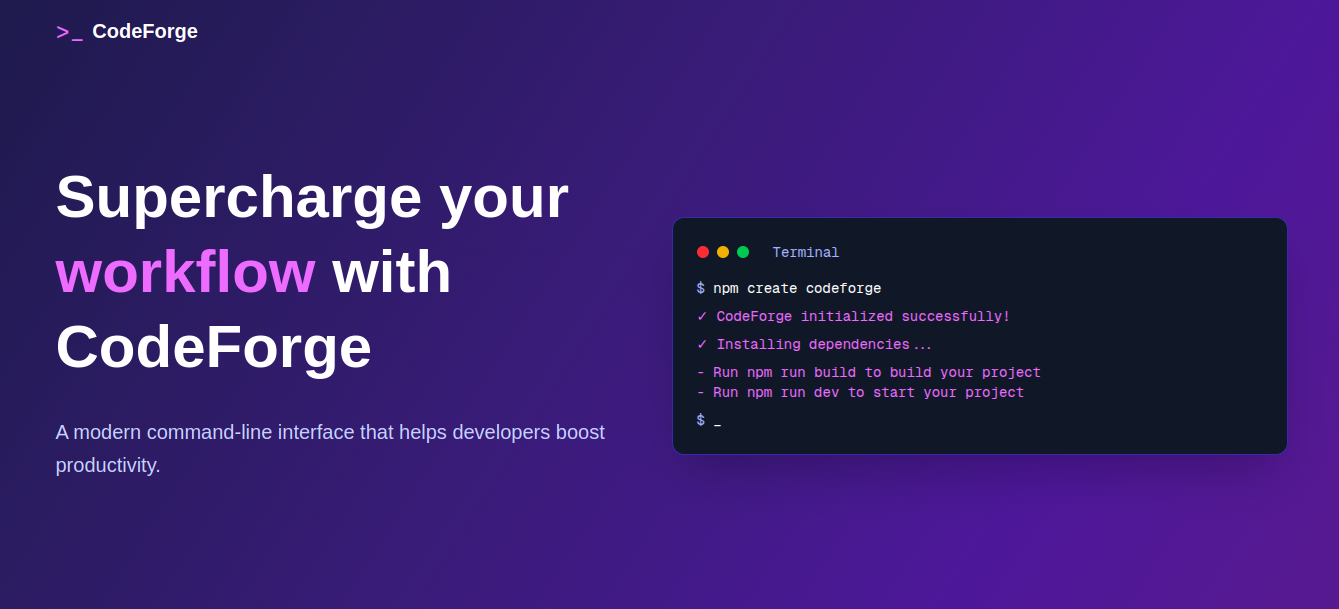 >_ CodeForge
Supercharge your
workflow with
CodeForge
A modern command-line interface that helps developers boost
productivity.
Terminal
$ npm create codeforge
✓ CodeForge initialized successfully!
✓ Installing dependencies...
- Run npm run build to build your project
- Run npm run dev to start your project
$ _